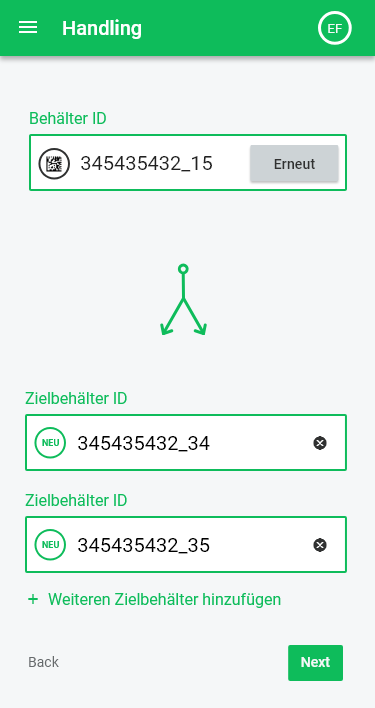 Handling
EF
Behälter ID
345435432_15
Erneut
Zielbehälter ID
NEU
345435432_34
Zielbehälter ID
NEU
345435432_35
+ Weiteren Zielbehälter hinzufügen
Back
Next